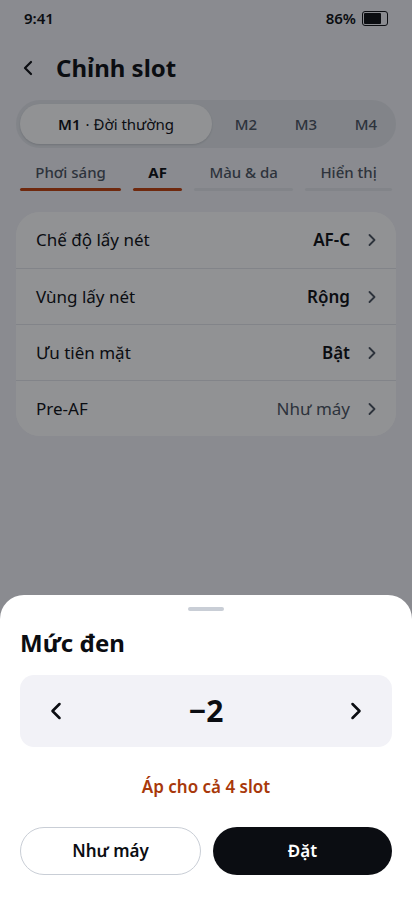 9:41
86%
Chỉnh slot
M1 · Đời thường
M2
M3
M4
Phơi sáng
AF
Màu & da
Hiển thị
Chế độ lấy nét
AF-C
Vùng lấy nét
Rộng
Ưu tiên mặt
Bật
Pre-AF
Như máy
Mức đen
−2
Áp cho cả 4 slot
Như máy
Đặt